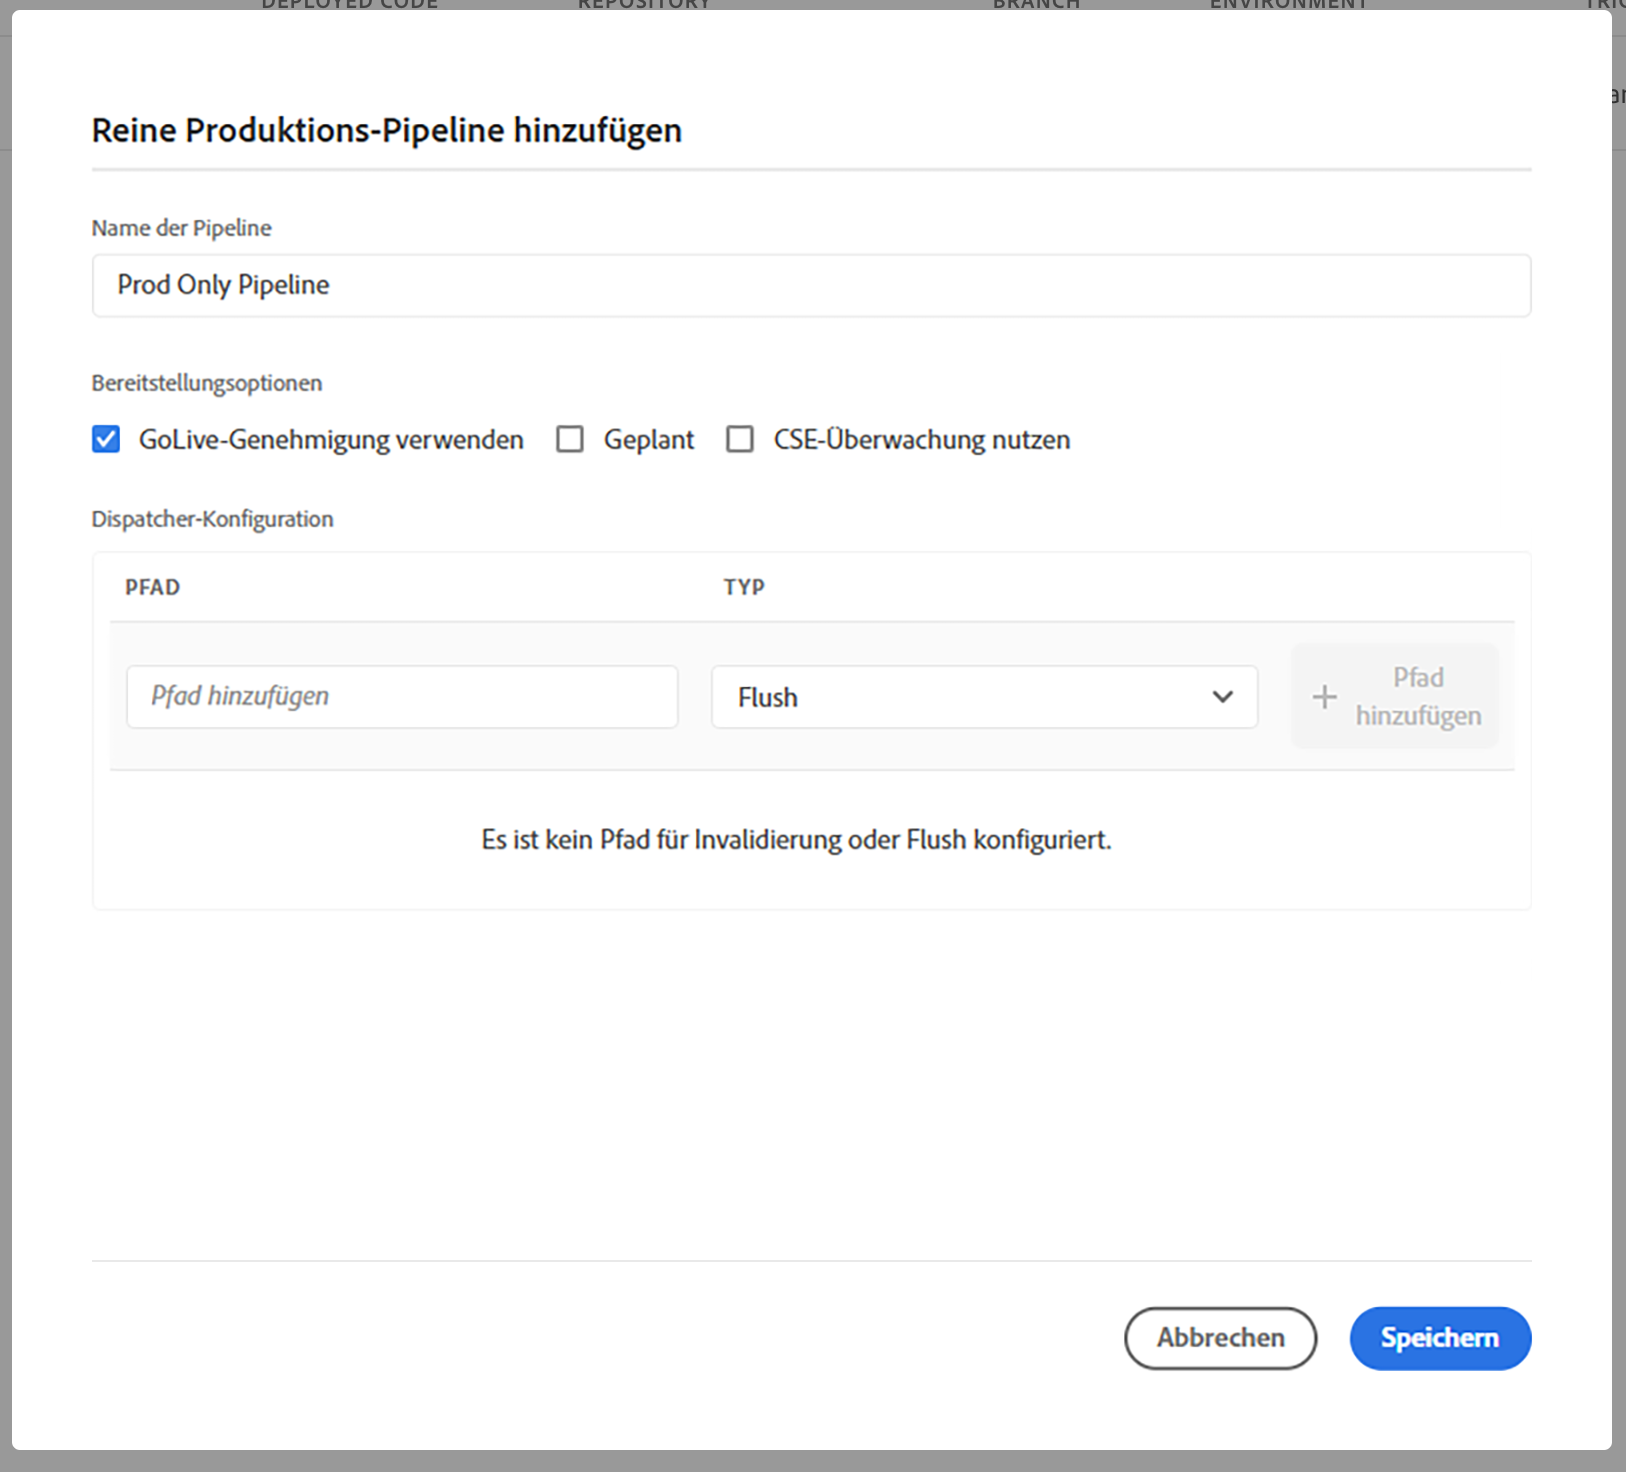 DEPLOYED CODE REPOSITORY BRANCH ENVIRONMENT
Reine Produktions-Pipeline hinzufügen
Name der Pipeline
Prod Only Pipeline
Bereitstellungsoptionen
GoLive-Genehmigung verwenden Geplant CSE-Überwachung nutzen
Dispatcher-Konfiguration
PFAD TYP
Pfad hinzufügen Flush + Pfad
hinzufügen
Es ist kein Pfad für Invalidierung oder Flush konfiguriert.
Abbrechen Speichern